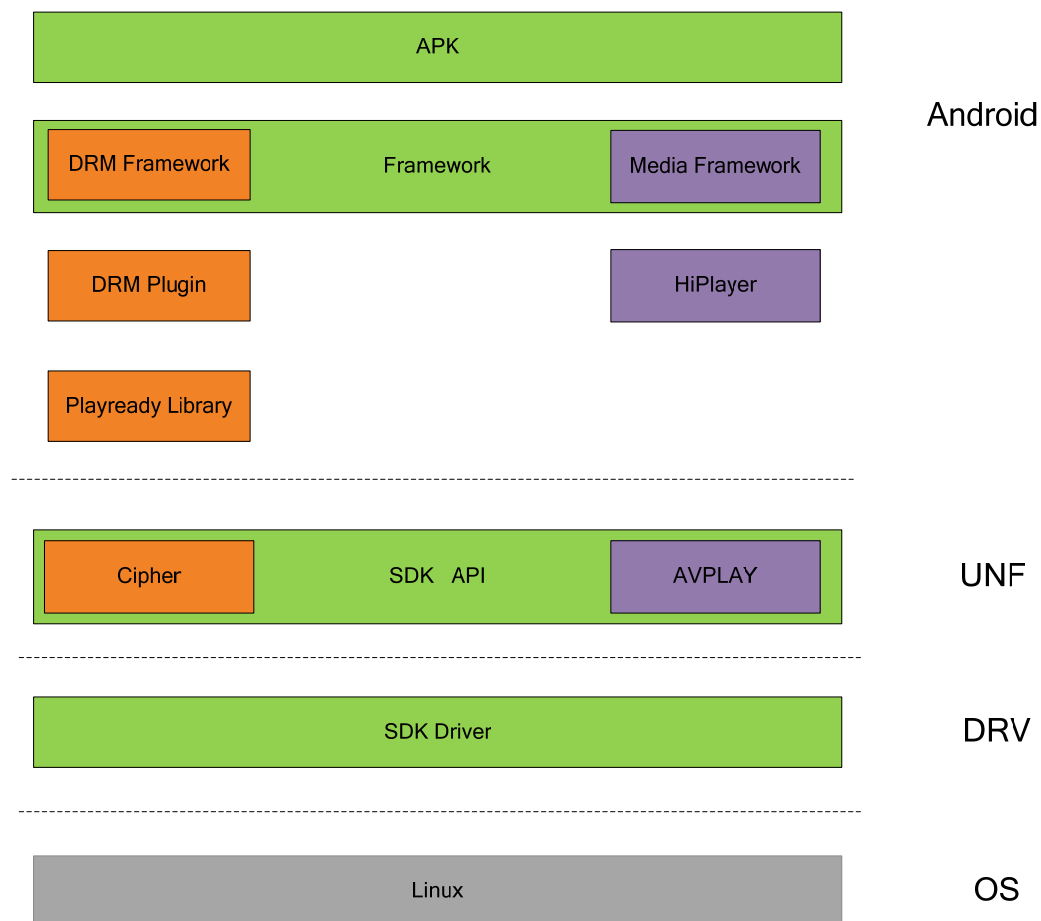 APK
Android
DRM Framework
Framework
Media Framework
DRM Plugin
HiPlayer
Playready Library
Cipher
SDK API
AVPLAY
UNF
SDK Driver
DRV
Linux
OS